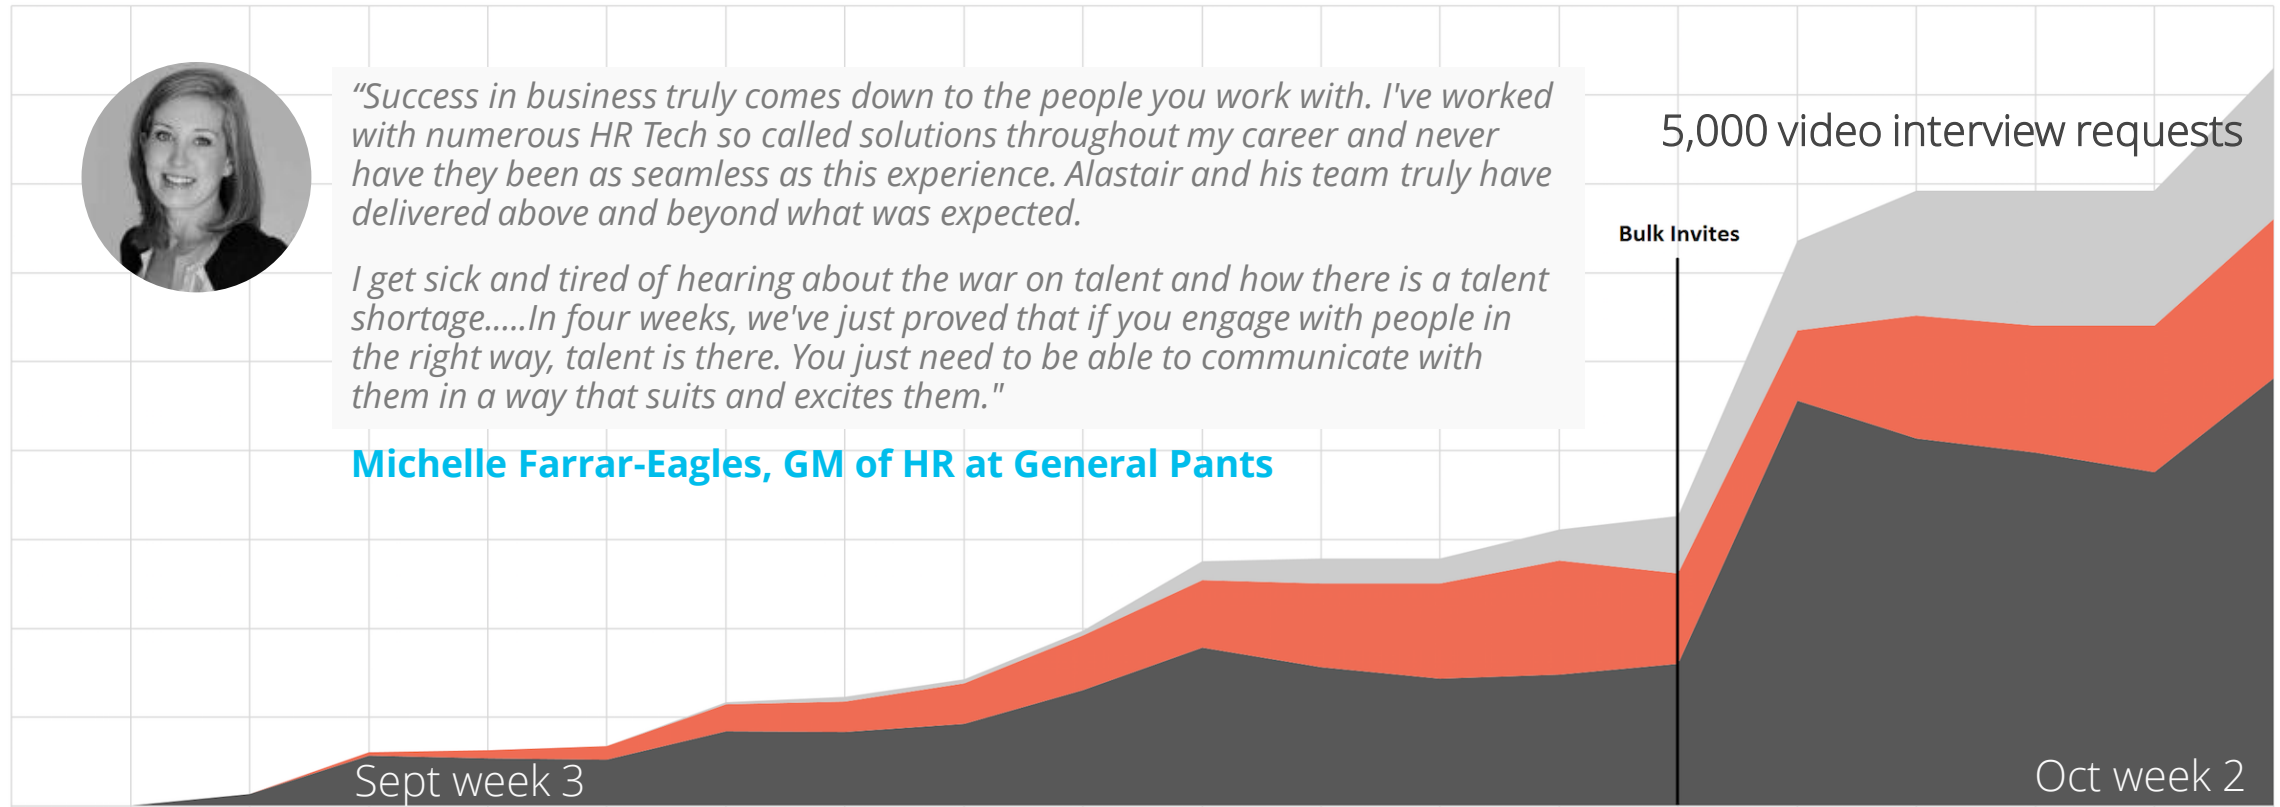 “Success in business truly comes down to the people you work with. I've worked
with numerous HR Tech so called solutions throughout my career and never
have they been as seamless as this experience. Alastair and his team truly have
delivered above and beyond what was expected.
I get sick and tired of hearing about the war on talent and how there is a talent
shortage.....In four weeks, we've just proved that if you engage with people in
the right way, talent is there. You just need to be able to communicate with
them in a way that suits and excites them."
Michelle Farrar-Eagles, GM of HR at General Pants
5,000 video interview requests
Bulk Invites
Sept week 3
Oct week 2